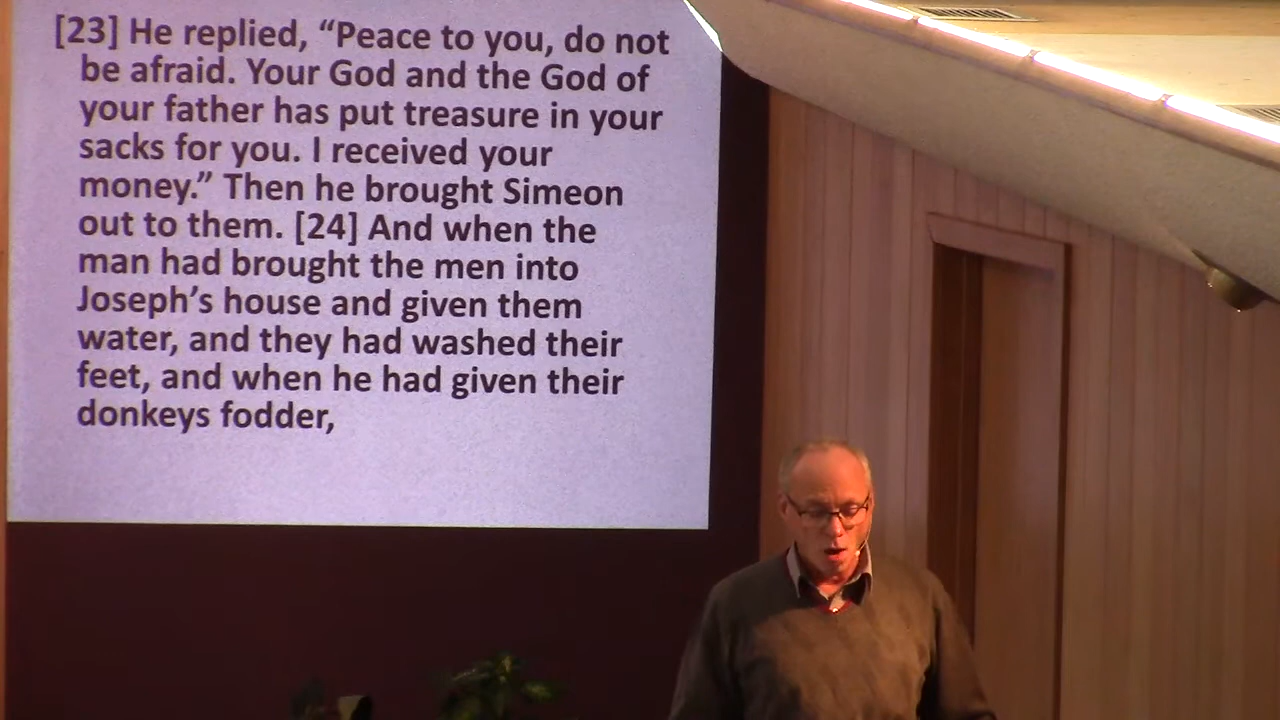 [23] He replied, “Peace to you, do not
be afraid. Your God and the God of
your father has put treasure in your
sacks for you. I received your
money.” Then he brought Simeon
out to them. [24] And when the
man had brought the men into
Joseph’s house and given them
water, and they had washed their
feet, and when he had given their
donkeys fodder,